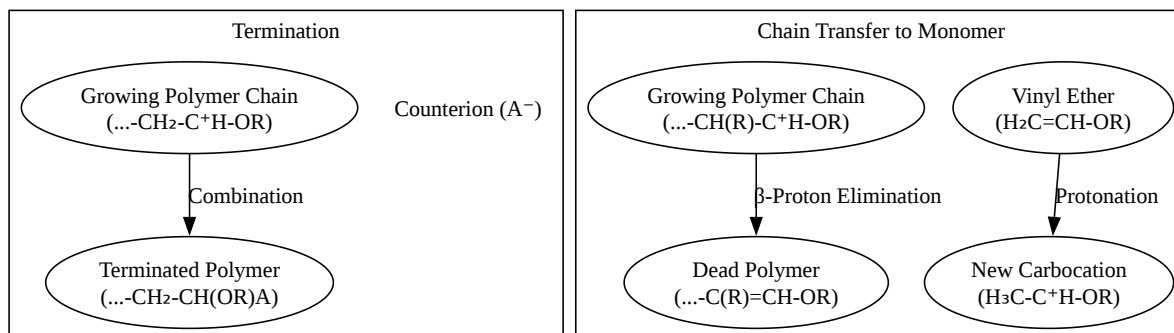 Termination
Growing Polymer Chain
(...-CH₂-C⁺H-OR)
Counterion (A⁻)
Combination
Terminated Polymer
(...-CH₂-CH(OR)A)
Chain Transfer to Monomer
Growing Polymer Chain
(...-CH(R)-C⁺H-OR)
Vinyl Ether
(H₂C=CH-OR)
β-Proton Elimination
Protonation
Dead Polymer
(...-C(R)=CH-OR)
New Carbocation
(H₃C-C⁺H-OR)